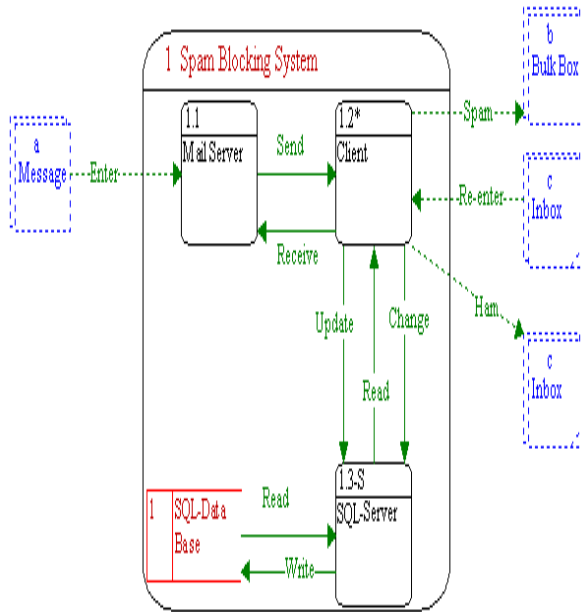 1 Spam Blocking System
b
Bulk Box
1.1
Mail Server
1.2*
Client
Send
Spam
a
Message
Enter
c
Inbox
Re-enter
Receive
Update
Change
Ham
c
Inbox
Read
1.3-S
SQL-Server
1
SQL-Data
Base
Read
Write